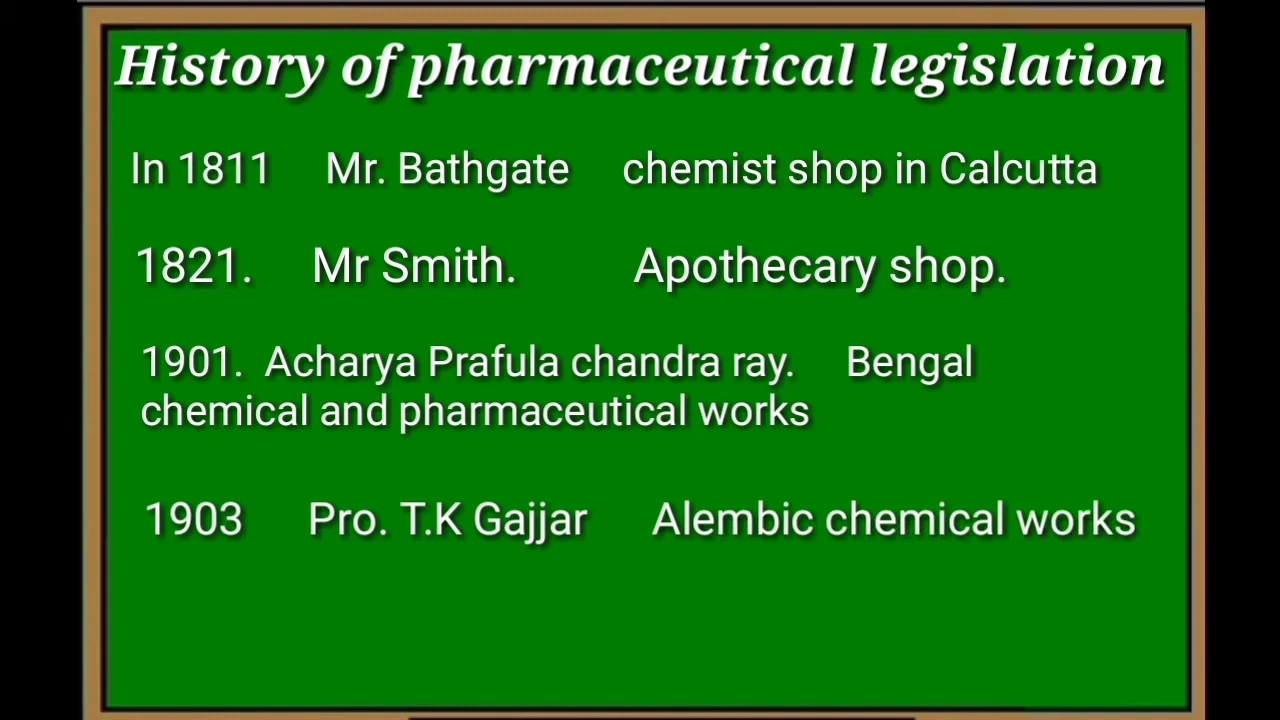 History of pharmaceutical legislation
In 1811 Mr. Bathgate chemist shop in Calcutta
1821. Mr Smith. Apothecary shop.
1901. Acharya Prafula chandra ray. Bengal
chemical and pharmaceutical works
1903 Pro. T.K Gajjar Alembic chemical works